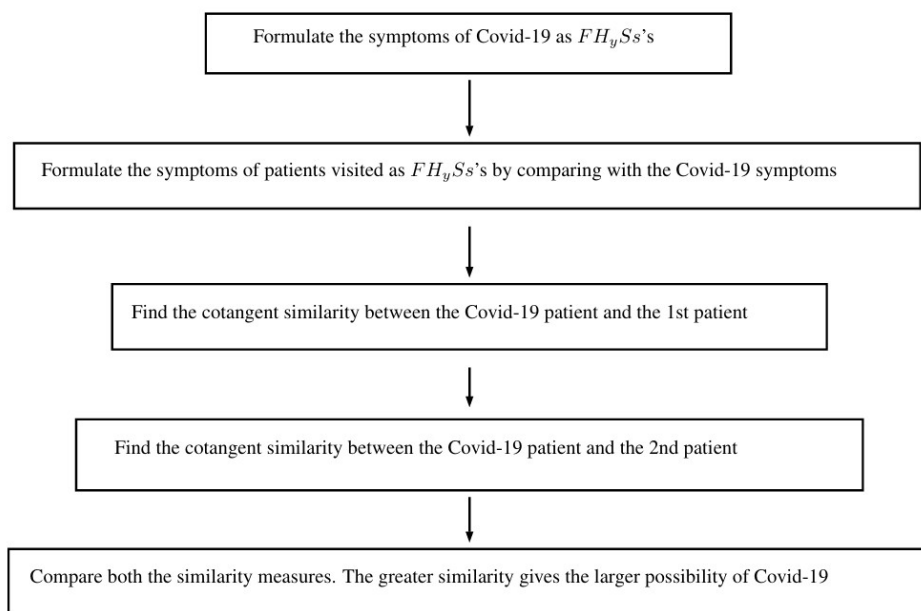 Formulate the symptoms of Covid-19 as $FH_ySs$'s
Formulate the symptoms of patients visited as $FH_ySs$'s by comparing with the Covid-19 symptoms
Find the cotangent similarity between the Covid-19 patient and the 1st patient
Find the cotangent similarity between the Covid-19 patient and the 2nd patient
Compare both the similarity measures. The greater similarity gives the larger possibility of Covid-19